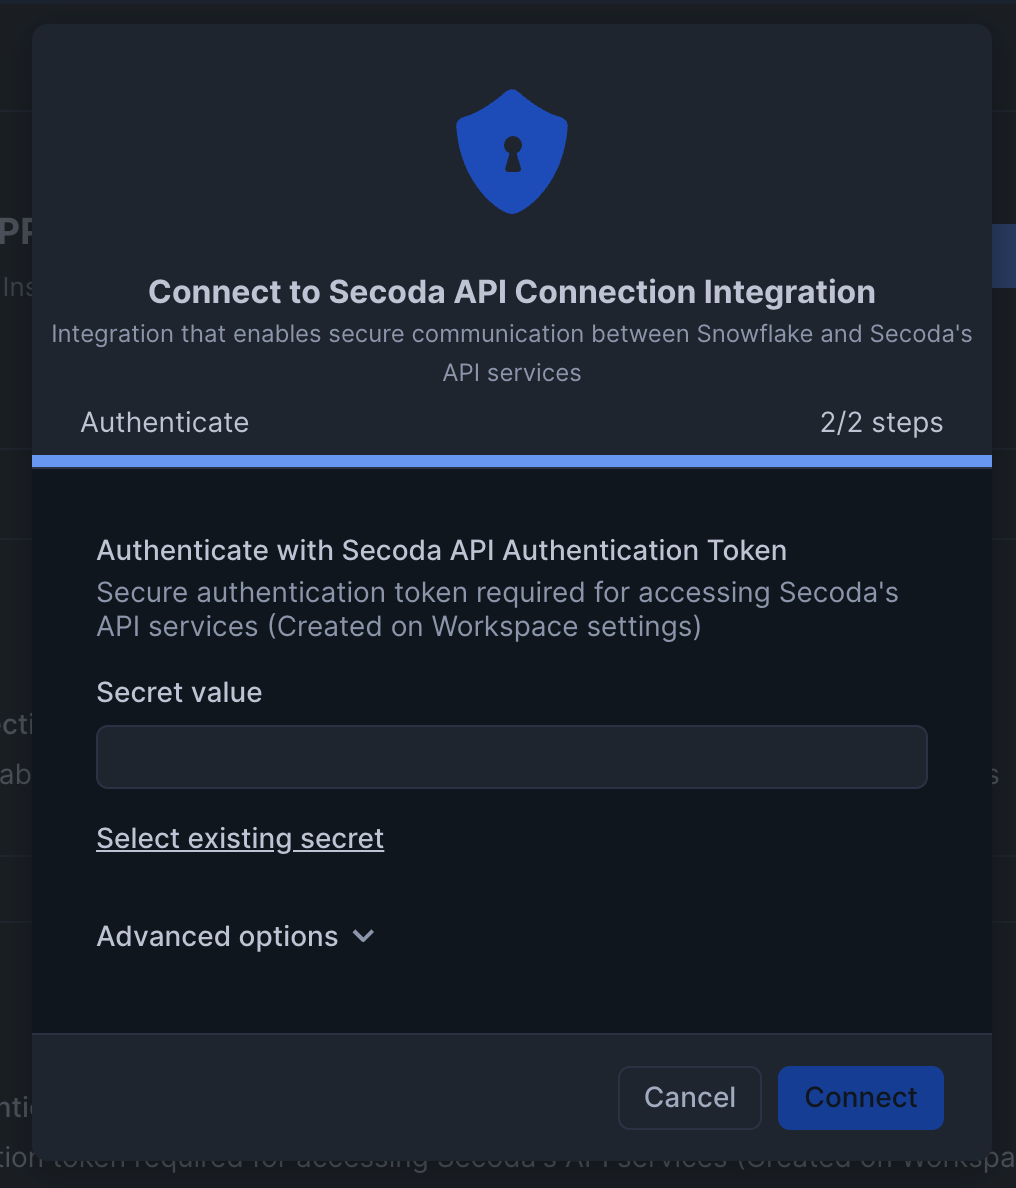 Connect to Secoda API Connection Integration
Integration that enables secure communication between Snowflake and Secoda's
API services
Authenticate 2/2 steps
Authenticate with Secoda API Authentication Token
Secure authentication token required for accessing Secoda's
API services (Created on Workspace settings)
Secret value
Select existing secret
Advanced options
Cancel Connect